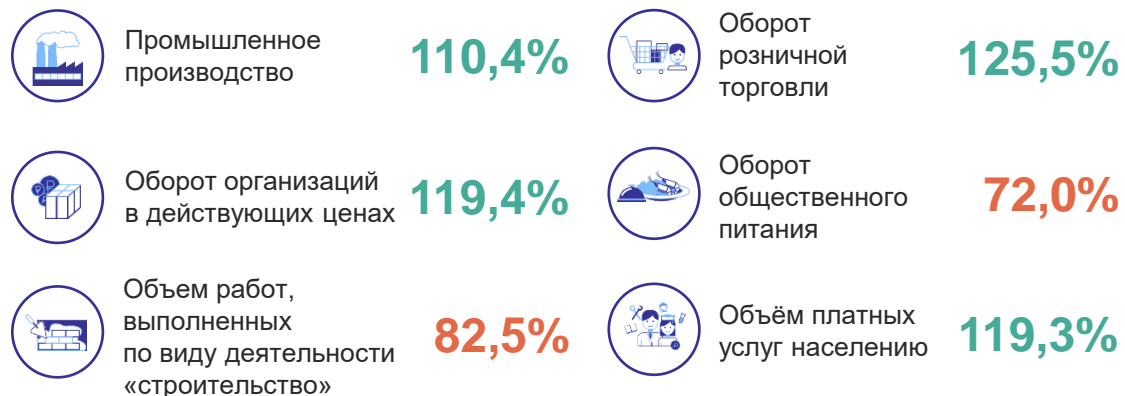 Промышленное
производство
110,4%
Оборот
розничной
торговли
125,5%
Оборот организаций
в действующих ценах
119,4%
Оборот
общественного
питания
72,0%
Объем работ,
выполненных
по виду деятельности
«строительство»
82,5%
Объём платных
услуг населению
119,3%